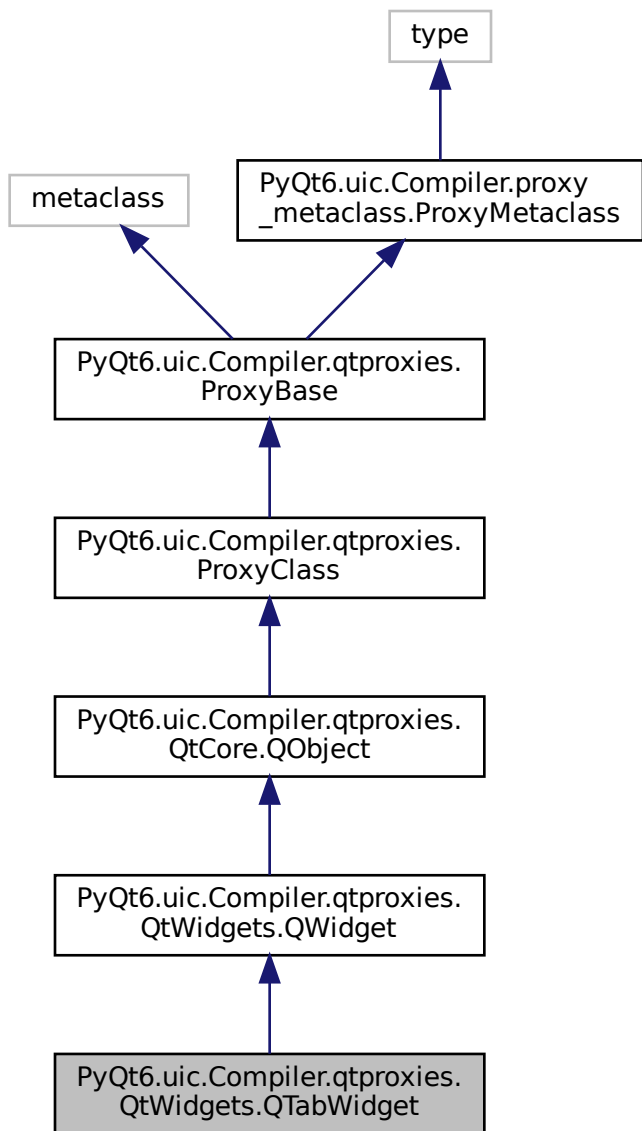 type
PyQt6.uic.Compiler.proxy
_metaclass.ProxyMetaclass
metaclass
PyQt6.uic.Compiler.qtproxies.
ProxyBase
PyQt6.uic.Compiler.qtproxies.
ProxyClass
PyQt6.uic.Compiler.qtproxies.
QtCore.QObject
PyQt6.uic.Compiler.qtproxies.
QtWidgets.QWidget
PyQt6.uic.Compiler.qtproxies.
QtWidgets.QTabWidget